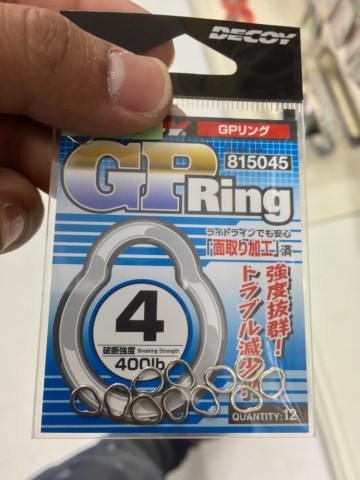 DECOY
GPリング
815045
GP Ring
ライドラインでも安心
「面取り加工」済
強度抜群!
トラブル減少!
4
破断強度 Breaking Strength
400lb
QUANTITY:12